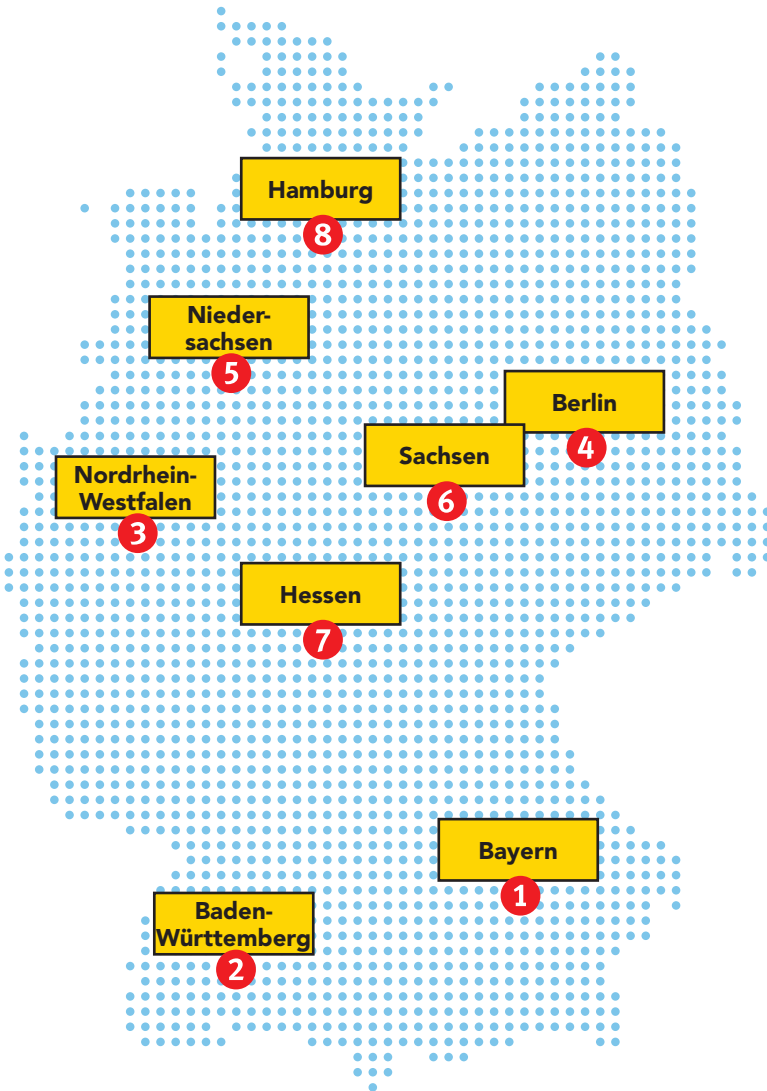 Hamburg
8
Nieder-
sachsen
5
Berlin
4
Sachsen
6
Nordrhein-
Westfalen
3
Hessen
7
Bayern
1
Baden-
Württemberg
2